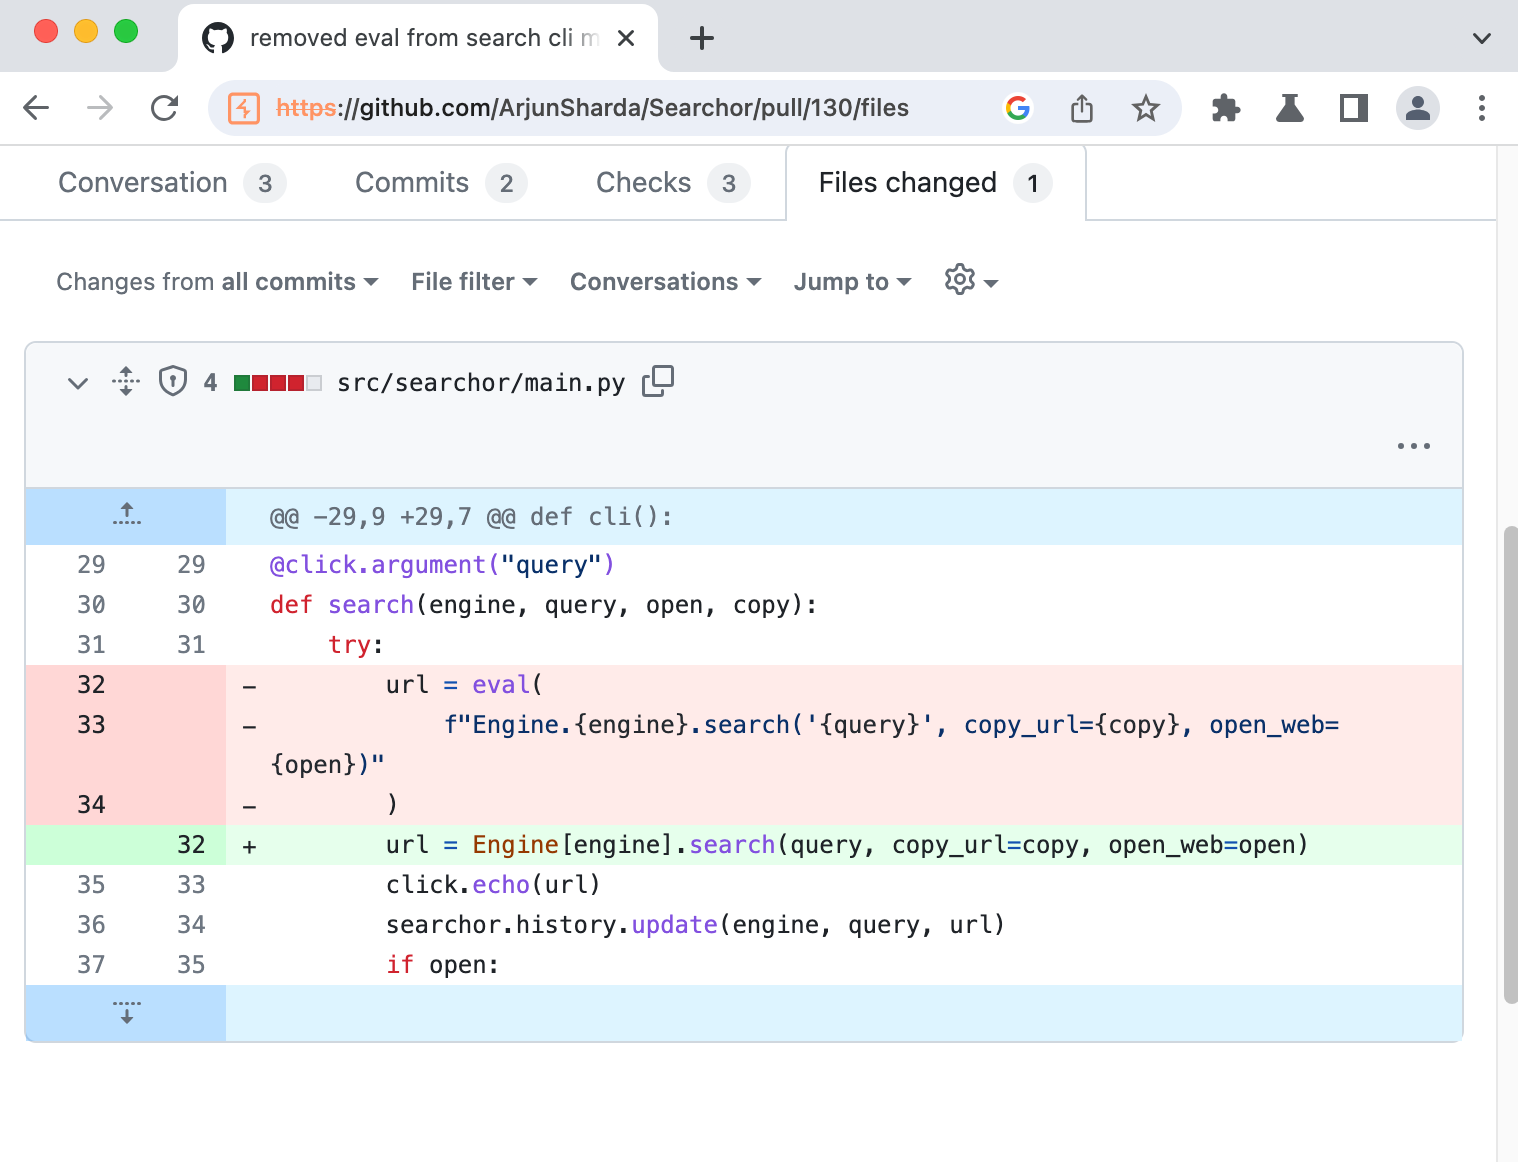 removed eval from search cli m
https://github.com/ArjunSharda/Searchor/pull/130/files
Conversation 3 Commits 2 Checks 3 Files changed 1
Changes from all commits File filter Conversations Jump to
4 src/searchor/main.py
@@ -29,9 +29,7 @@ def cli():
29 29 @click.argument("query")
30 30 def search(engine, query, open, copy):
31 31 try:
32 - url = eval(
33 - f"Engine.{engine}.search('{query}', copy_url={copy}, open_web=
{open})"
34 - )
32 + url = Engine[engine].search(query, copy_url=copy, open_web=open)
35 33 click.echo(url)
36 34 searchor.history.update(engine, query, url)
37 35 if open: